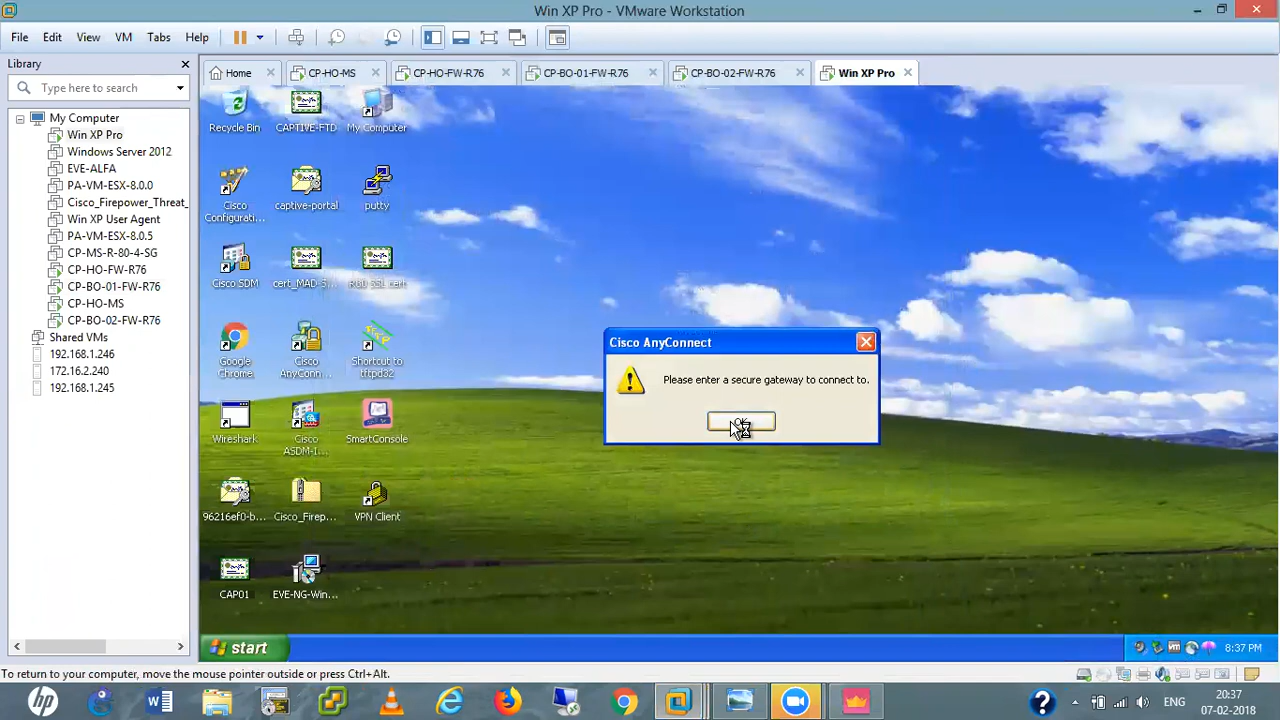 Win XP Pro - VMware Workstation
File Edit View VM Tabs Help
Library
Type here to search
My Computer
Win XP Pro
Windows Server 2012
EVE-ALFA
PA-VM-ESX-8.0.0
Cisco_Firepower_Threat_
Win XP User Agent
PA-VM-ESX-8.0.5
CP-MS-R-80-4-SG
CP-HO-FW-R76
CP-BO-01-FW-R76
CP-HO-MS
CP-BO-02-FW-R76
Shared VMs
192.168.1.246
172.16.2.240
192.168.1.245
Home CP-HO-MS CP-HO-FW-R76 CP-BO-01-FW-R76 CP-BO-02-FW-R76 Win XP Pro
Recycle Bin CAPTIVE-FTD My Computer
Cisco Configurati... captive-portal putty
Cisco SDM cert_MAD-S...
Google Chrome Cisco AnyConn... Shortcut to tftpd32
Wireshark Cisco ASDM-I... SmartConsole
96216ef0-b... Cisco_Firep... VPN Client
CAP01 EVE-NG-Win...
Cisco AnyConnect
Please enter a secure gateway to connect to.
start
8:37 PM
To return to your computer, move the mouse pointer outside or press Ctrl+Alt.
ENG
20:37
07-02-2018